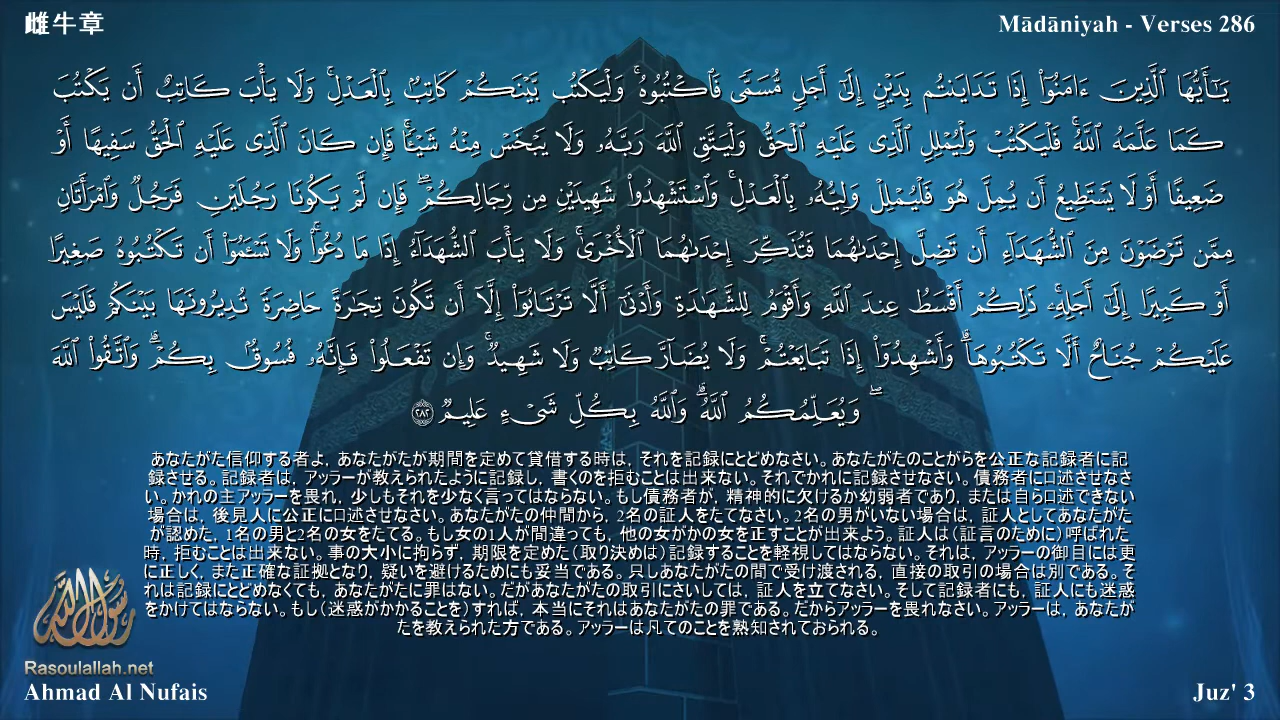 雌牛章
Mādāniyah - Verses 286
يَـٰٓأَيُّهَا ٱلَّذِينَ ءَامَنُوٓا۟ إِذَا تَدَايَنتُم بِدَيْنٍ إِلَىٰٓ أَجَلٍ مُّسَمًّى فَٱكْتُبُوهُ ۚ وَلْيَكْتُب بَّيْنَكُمْ كَاتِبٌۢ بِٱلْعَدْلِ ۚ وَلَا يَأْبَ كَاتِبٌ أَن يَكْتُبَ
كَمَا عَلَّمَهُ ٱللَّهُ ۚ فَلْيَكْتُبْ وَلْيُمْلِلِ ٱلَّذِى عَلَيْهِ ٱلْحَقُّ وَلْيَتَّقِ ٱللَّهَ رَبَّهُۥ وَلَا يَبْخَسْ مِنْهُ شَيْـًٔا ۚ فَإِن كَانَ ٱلَّذِى عَلَيْهِ ٱلْحَقُّ سَفِيهًا أَوْ
ضَعِيفًا أَوْ لَا يَسْتَطِيعُ أَن يُمِلَّ هُوَ فَلْيُمْلِلْ وَلِيُّهُۥ بِٱلْعَدْلِ ۚ وَٱسْتَشْهِدُوا۟ شَهِيدَيْنِ مِن رِّجَالِكُمْ ۖ فَإِن لَّمْ يَكُونَا رَجُلَيْنِ فَرَجُلٌ وَٱمْرَأَتَانِ
مِمَّن تَرْضَوْنَ مِنَ ٱلشُّهَدَآءِ أَن تَضِلَّ إِحْدَىٰهُمَا فَتُذَكِّرَ إِحْدَىٰهُمَا ٱلْأُخْرَىٰ ۚ وَلَا يَأْبَ ٱلشُّهَدَآءُ إِذَا مَا دُعُوا۟ ۚ وَلَا تَسْـَٔمُوٓا۟ أَن تَكْتُبُوهُ صَغِيرًا
أَوْ كَبِيرًا إِلَىٰٓ أَجَلِهِۦ ۚ ذَٰلِكُمْ أَقْسَطُ عِندَ ٱللَّهِ وَأَقْوَمُ لِلشَّهَـٰدَةِ وَأَدْنَىٰٓ أَلَّا تَرْتَابُوٓا۟ ۖ إِلَّآ أَن تَكُونَ تِجَـٰرَةً حَاضِرَةً تُدِيرُونَهَا بَيْنَكُمْ فَلَيْسَ
عَلَيْكُمْ جُنَاحٌ أَلَّا تَكْتُبُوهَا ۗ وَأَشْهِدُوٓا۟ إِذَا تَبَايَعْتُمْ ۚ وَلَا يُضَآرَّ كَاتِبٌ وَلَا شَهِيدٌ ۚ وَإِن تَفْعَلُوا۟ فَإِنَّهُۥ فُسُوقٌۢ بِكُمْ ۗ وَٱتَّقُوا۟ ٱللَّهَ
ۖ وَيُعَلِّمُكُمُ ٱللَّهُ ۗ وَٱللَّهُ بِكُلِّ شَىْءٍ عَلِيمٌ ﴿٢٨٢﴾
あなたがた信仰する者よ，あなたがたが期間を定めて貸借する時は，それを記録にとどめなさい。あなたがたのことがらを公正な記録者に記
録させる。記録者は，アッラーが教えられたように記録し，書くのを拒むことは出来ない。それでかれに記録させなさい。債務者に口述させなさ
い。かれの主アッラーを畏れ，少しもそれを少なく言ってはならない。もし債務者が，精神的に欠けるか幼弱者であり，または自ら口述できない
場合は，後見人に公正に口述させなさい。あなたがたの仲間から，2名の証人をたてなさい。2名の男がいない場合は，証人としてあなたがた
が認めた，1名の男と2名の女をたてる。もし女の1人が間違っても，他の女がかの女を正すことが出来よう。証人は（証言のために）呼ばれた
時，拒むことは出来ない。事の大小に拘らず，期限を定めた（取り決めは）記録することを軽視してはならない。それは，アッラーの御目には更
に正しく，また正確な証拠となり，疑いを避けるためにも妥当である。只しあなたがたの間で受け渡される，直接の取引の場合は別である。そ
れは記録にとどめなくても，あなたがたに罪はない。だがあなたがたの取引にさいしては，証人を立てなさい。そして記録者にも，証人にも迷惑
をかけてはならない。もし（迷惑がかかることを）すれば，本当にそれはあなたがたの罪である。だからアッラーを畏れなさい。アッラーは，あなたが
たを教えられた方である。アッラーは凡てのことを熟知されておられる。
رسول الله
Rasoulallah.net
Ahmad Al Nufais
Juz' 3